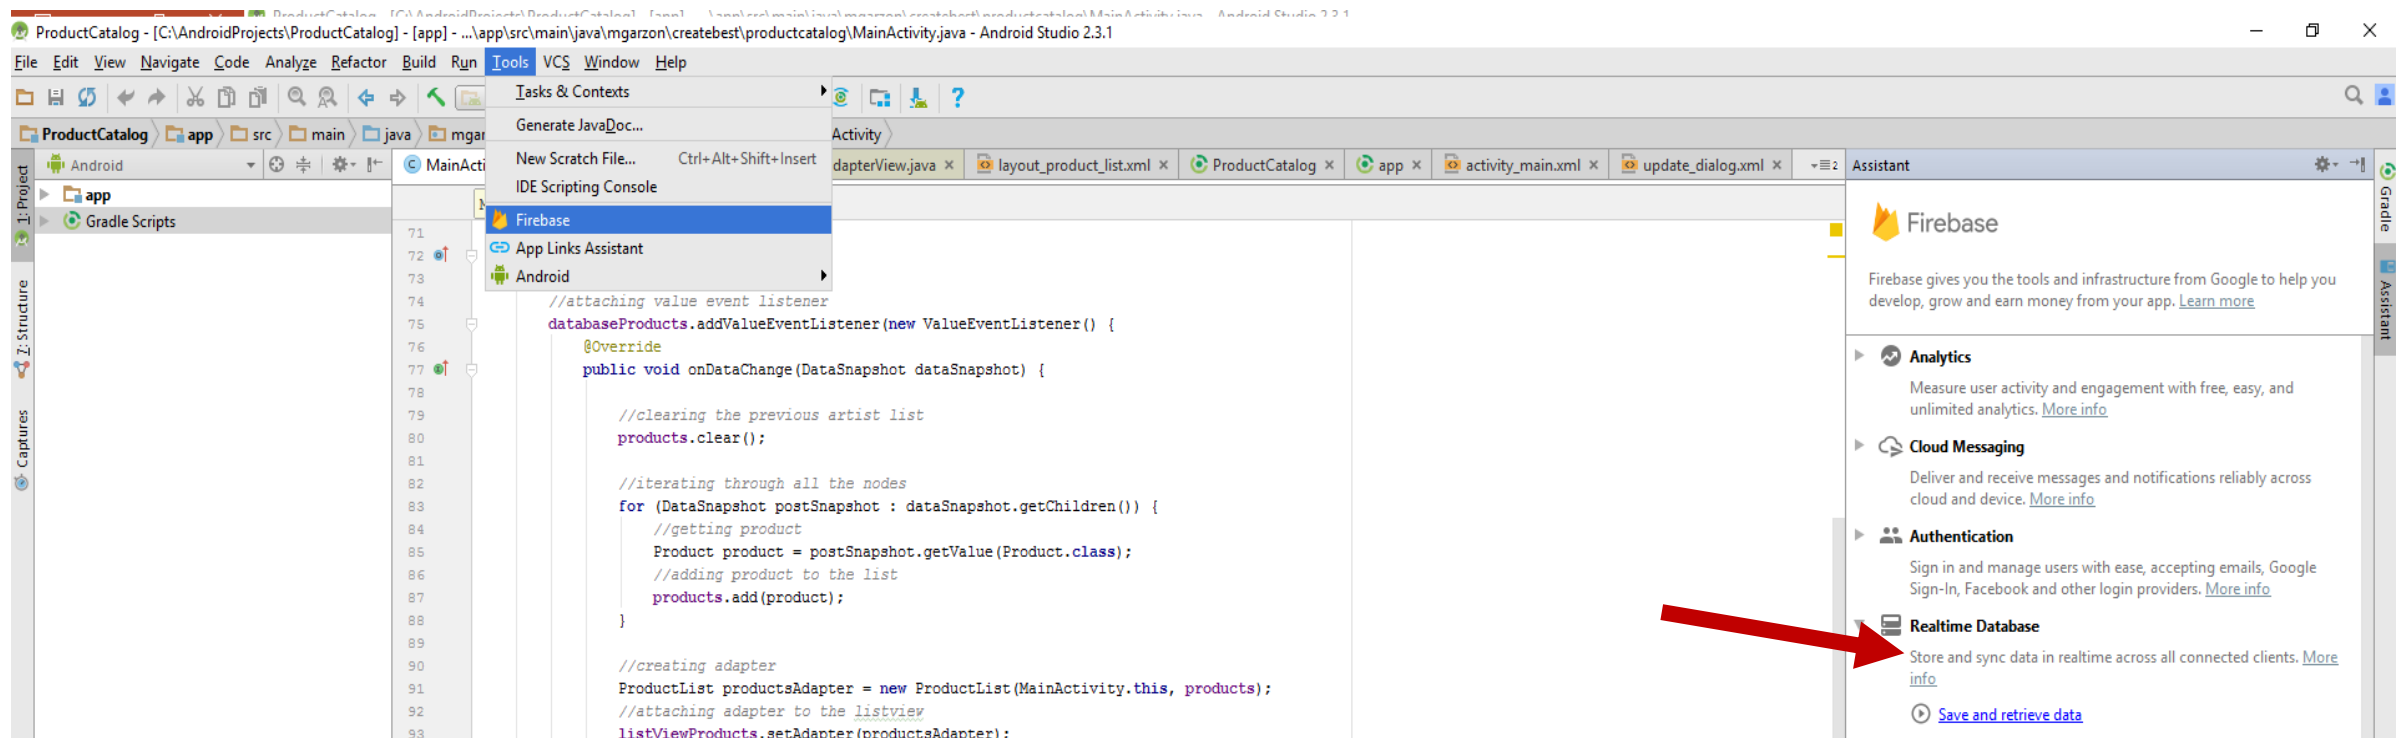 ProductCatalog - [C:\AndroidProjects\ProductCatalog] - [app] - ...\app\src\main\java\mgarzon\createbest\productcatalog\MainActivity.java - Android Studio 2.3.1
File Edit View Navigate Code Analyze Refactor Build Run Tools VCS Window Help
Tasks & Contexts
Generate JavaDoc...
New Scratch File... Ctrl+Alt+Shift+Insert
IDE Scripting Console
Firebase
App Links Assistant
Android
ProductCatalog app src main java mgar Activity
Android
MainActi dapterView.java layout_product_list.xml ProductCatalog app activity_main.xml update_dialog.xml 2
Assistant
1: Project
7: Structure
Captures
app
Gradle Scripts
71
72
73
74 //attaching value event listener
75 databaseProducts.addValueEventListener(new ValueEventListener() {
76 @Override
77 public void onDataChange(DataSnapshot dataSnapshot) {
78
79 //clearing the previous artist list
80 products.clear();
81
82 //iterating through all the nodes
83 for (DataSnapshot postSnapshot : dataSnapshot.getChildren()) {
84 //getting product
85 Product product = postSnapshot.getValue(Product.class);
86 //adding product to the list
87 products.add(product);
88 }
89
90 //creating adapter
91 ProductList productsAdapter = new ProductList(MainActivity.this, products);
92 //attaching adapter to the listview
93 listViewProducts.setAdapter(productsAdapter);
Firebase
Firebase gives you the tools and infrastructure from Google to help you
develop, grow and earn money from your app. Learn more
Analytics
Measure user activity and engagement with free, easy, and
unlimited analytics. More info
Cloud Messaging
Deliver and receive messages and notifications reliably across
cloud and device. More info
Authentication
Sign in and manage users with ease, accepting emails, Google
Sign-In, Facebook and other login providers. More info
Realtime Database
Store and sync data in realtime across all connected clients. More
info
Save and retrieve data
Gradle
Assistant